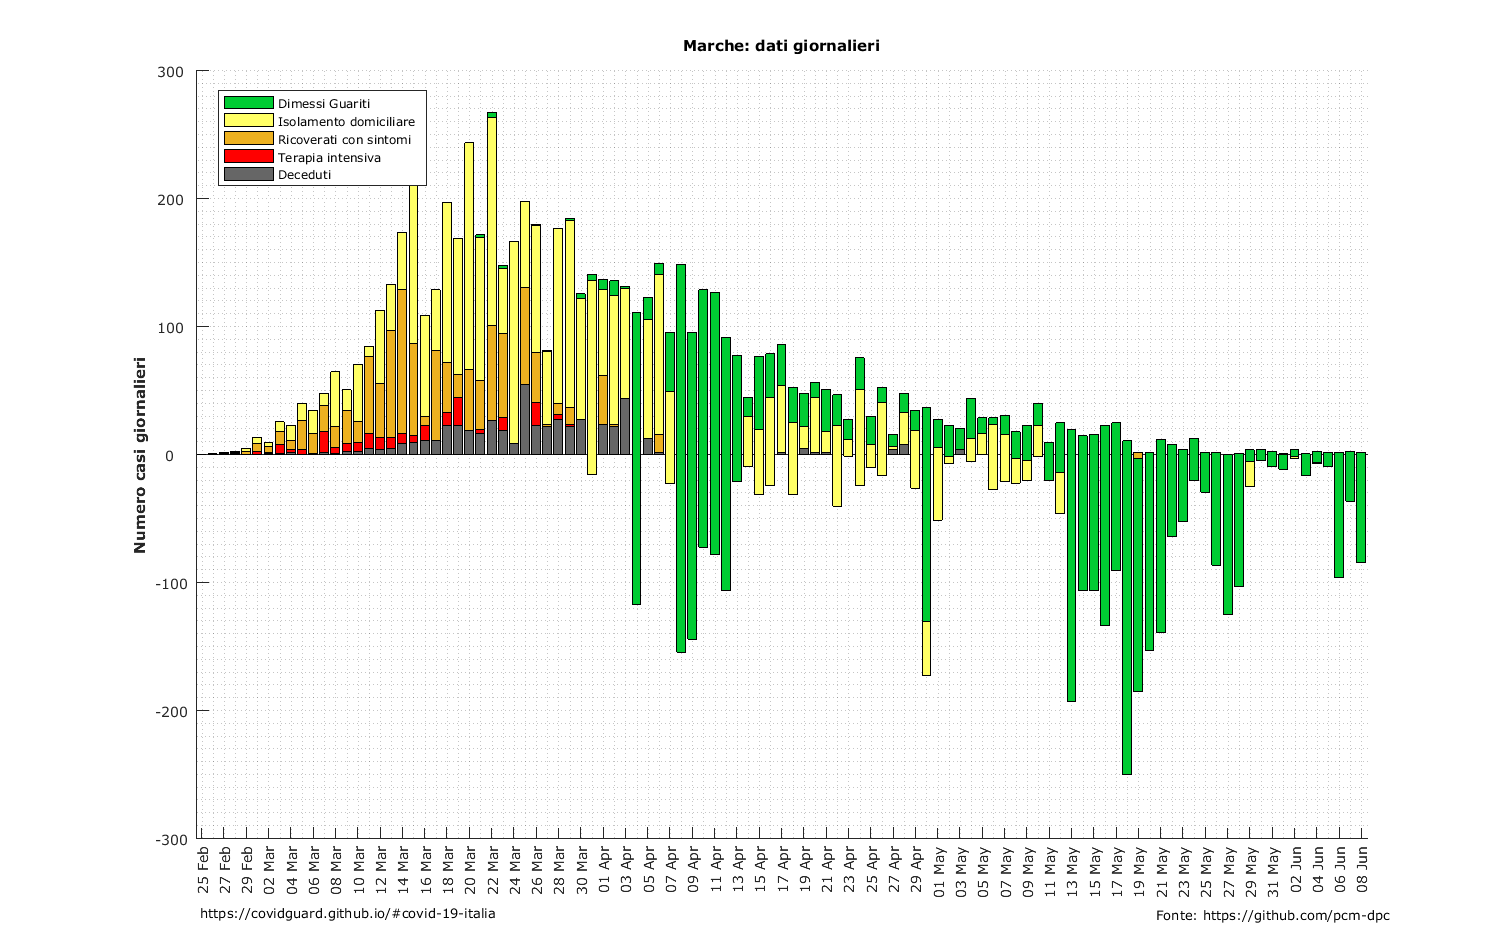 Marche: dati giornalieri
300
200
100
0
-100
-200
-300
Numero casi giornalieri
Dimessi Guariti
Isolamento domiciliare
Ricoverati con sintomi
Terapia intensiva
Deceduti
25 Feb
27 Feb
29 Feb
02 Mar
04 Mar
06 Mar
08 Mar
10 Mar
12 Mar
14 Mar
16 Mar
18 Mar
20 Mar
22 Mar
24 Mar
26 Mar
28 Mar
30 Mar
01 Apr
03 Apr
05 Apr
07 Apr
09 Apr
11 Apr
13 Apr
15 Apr
17 Apr
19 Apr
21 Apr
23 Apr
25 Apr
27 Apr
29 Apr
01 May
03 May
05 May
07 May
09 May
11 May
13 May
15 May
17 May
19 May
21 May
23 May
25 May
27 May
29 May
31 May
02 Jun
04 Jun
06 Jun
08 Jun
https://covidguard.github.io/#covid-19-italia
Fonte: https://github.com/pcm-dpc